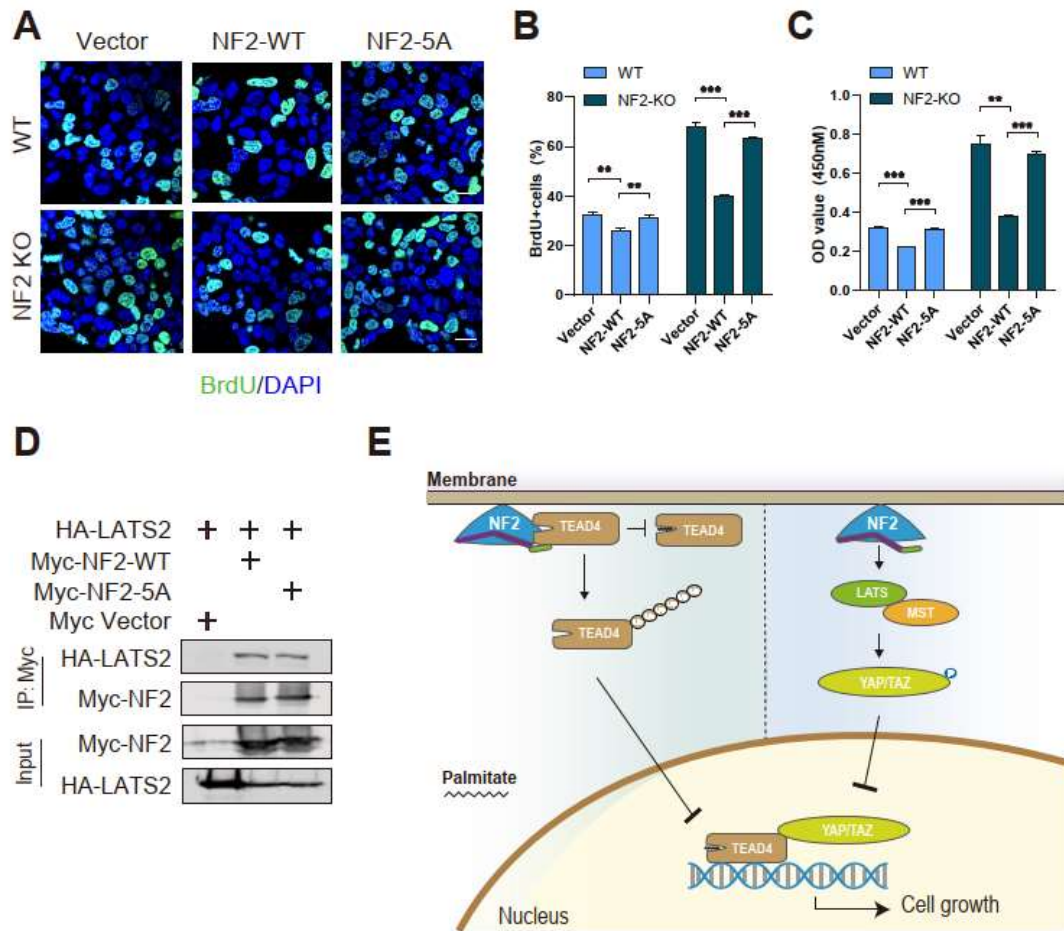 A
Vector
NF2-WT
NF2-5A
WT
NF2 KO
BrdU/DAPI
B
WT
NF2-KO
BrdU+cells (%)
80
60
40
20
0
***
***
**
**
Vector
NF2-WT
NF2-5A
Vector
NF2-WT
NF2-5A
C
WT
NF2-KO
OD value (450nM)
1.0
0.8
0.6
0.4
0.2
0.0
**
***
***
***
Vector
NF2-WT
NF2-5A
Vector
NF2-WT
NF2-5A
D
HA-LATS2 + + +
Myc-NF2-WT +
Myc-NF2-5A +
Myc Vector +
IP: Myc
HA-LATS2
Myc-NF2
Input
Myc-NF2
HA-LATS2
E
Membrane
NF2
TEAD4
TEAD4
NF2
LATS
MST
TEAD4
YAP/TAZ
P
Palmitate
YAP/TAZ
TEAD4
Cell growth
Nucleus